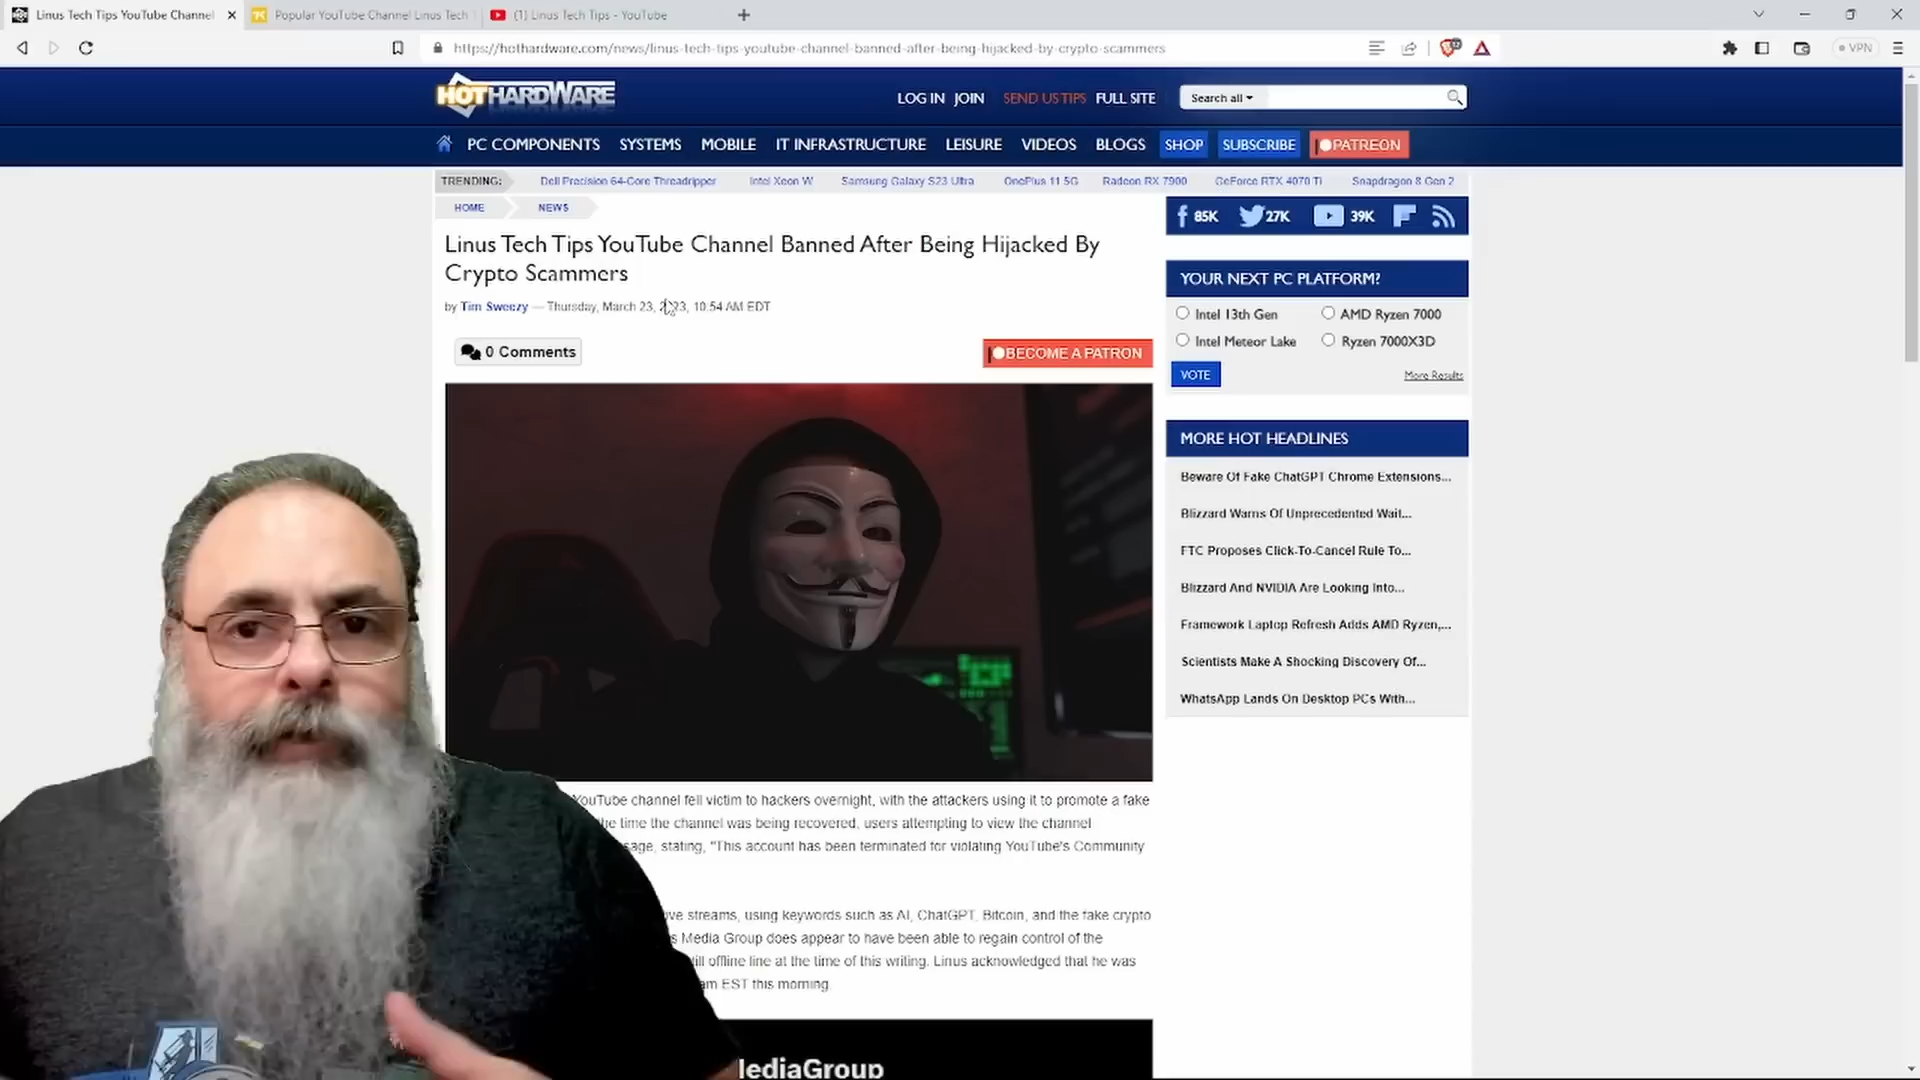 Linus Tech Tips YouTube Channel
Popular YouTube Channel Linus Tech
(1) Linus Tech Tips - YouTube
https://hothardware.com/news/linus-tech-tips-youtube-channel-banned-after-being-hijacked-by-crypto-scammers
VPN
HOTHARDWARE
LOG IN JOIN SEND US TIPS FULL SITE
Search all
PC COMPONENTS SYSTEMS MOBILE IT INFRASTRUCTURE LEISURE VIDEOS BLOGS SHOP SUBSCRIBE PATREON
TRENDING: Dell Precision 64-Core Threadripper Intel Xeon W Samsung Galaxy S23 Ultra OnePlus 11 5G Radeon RX 7900 GeForce RTX 4070 Ti Snapdragon 8 Gen 2
HOME NEWS
85K 27K 39K
Linus Tech Tips YouTube Channel Banned After Being Hijacked By
Crypto Scammers
by Tim Sweezy — Thursday, March 23, 2023, 10:54 AM EDT
0 Comments
BECOME A PATRON
YOUR NEXT PC PLATFORM?
Intel 13th Gen AMD Ryzen 7000
Intel Meteor Lake Ryzen 7000X3D
VOTE More Results
MORE HOT HEADLINES
Beware Of Fake ChatGPT Chrome Extensions...
Blizzard Warns Of Unprecedented Wait...
FTC Proposes Click-To-Cancel Rule To...
Blizzard And NVIDIA Are Looking Into...
Framework Laptop Refresh Adds AMD Ryzen,...
Scientists Make A Shocking Discovery Of...
WhatsApp Lands On Desktop PCs With...
YouTube channel fell victim to hackers overnight, with the attackers using it to promote a fake
the time the channel was being recovered, users attempting to view the channel
sage, stating, "This account has been terminated for violating YouTube's Community
ve streams, using keywords such as AI, ChatGPT, Bitcoin, and the fake crypto
s Media Group does appear to have been able to regain control of the
ill offline line at the time of this writing. Linus acknowledged that he was
am EST this morning.
MediaGroup